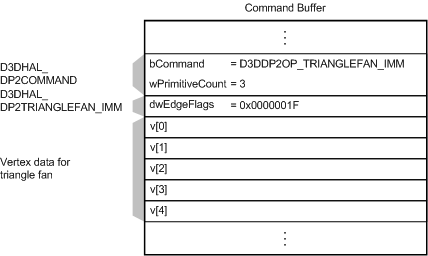 Command Buffer
⋮
D3DHAL_
DP2COMMAND
bCommand = D3DDP2OP_TRIANGLEFAN_IMM
wPrimitiveCount = 3
D3DHAL_
DP2TRIANGLEFAN_IMM
dwEdgeFlags = 0x0000001F
Vertex data for
triangle fan
v[0]
v[1]
v[2]
v[3]
v[4]
⋮